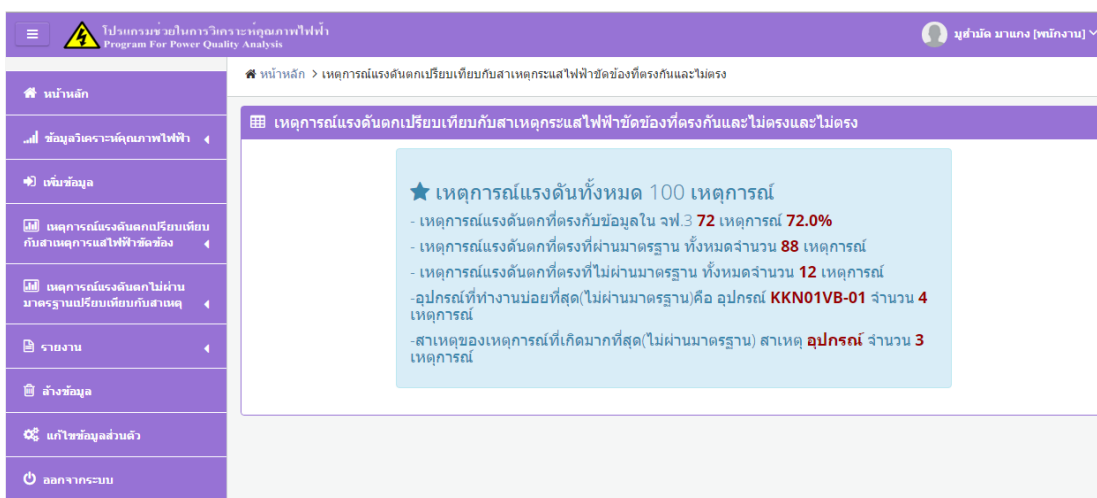 โปรแกรมช่วยในการวิเคราะห์คุณภาพไฟฟ้า
Program For Power Quality Analysis
มูฮำมัด มาแกง [พนักงาน]
หน้าหลัก > เหตุการณ์แรงดันตกเปรียบเทียบกับสาเหตุกระแสไฟฟ้าขัดข้องที่ตรงกันและไม่ตรง
หน้าหลัก
ข้อมูลวิเคราะห์คุณภาพไฟฟ้า
เพิ่มข้อมูล
เหตุการณ์แรงดันตกเปรียบเทียบ
กับสาเหตุการแสไฟฟ้าขัดข้อง
เหตุการณ์แรงดันตกไม่ผ่าน
มาตรฐานเปรียบเทียบกับสาเหตุ
รายงาน
ล้างข้อมูล
แก้ไขข้อมูลส่วนตัว
ออกจากระบบ
เหตุการณ์แรงดันตกเปรียบเทียบกับสาเหตุกระแสไฟฟ้าขัดข้องที่ตรงกันและไม่ตรงและไม่ตรง
เหตุการณ์แรงดันทั้งหมด 100 เหตุการณ์
- เหตุการณ์แรงดันตกที่ตรงกับข้อมูลใน จฟ.3 72 เหตุการณ์ 72.0%
- เหตุการณ์แรงดันตกที่ตรงที่ผ่านมาตรฐาน ทั้งหมดจำนวน 88 เหตุการณ์
- เหตุการณ์แรงดันตกที่ตรงที่ไม่ผ่านมาตรฐาน ทั้งหมดจำนวน 12 เหตุการณ์
-อุปกรณ์ที่ทำงานบ่อยที่สุด(ไม่ผ่านมาตรฐาน)คือ อุปกรณ์ KKN01VB-01 จำนวน 4
เหตุการณ์
-สาเหตุของเหตุการณ์ที่เกิดมากที่สุด(ไม่ผ่านมาตรฐาน) สาเหตุ อุปกรณ์ จำนวน 3
เหตุการณ์